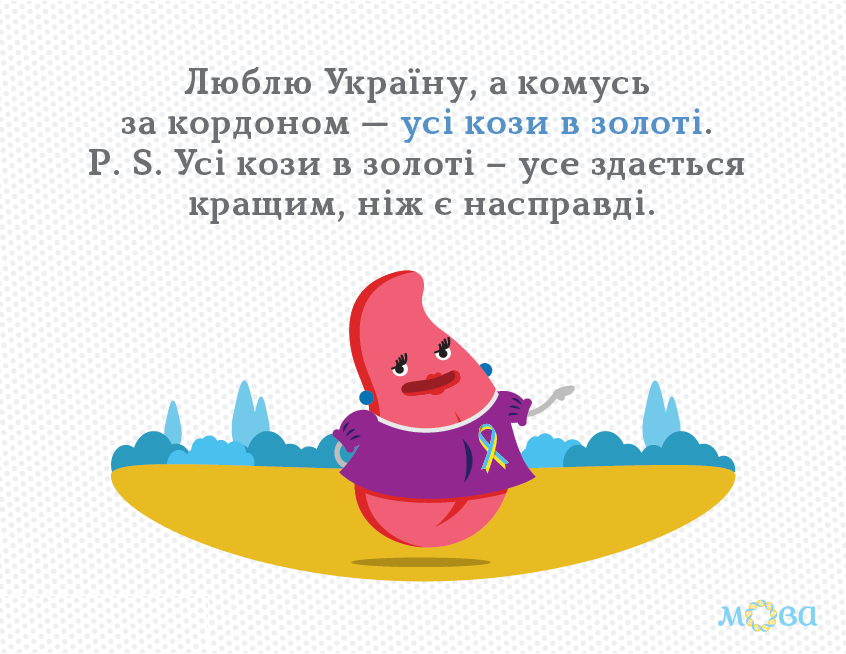 Люблю Україну, а комусь
за кордоном — усі кози в золоті.
P. S. Усі кози в золоті – усе здається
кращим, ніж є насправді.
мова